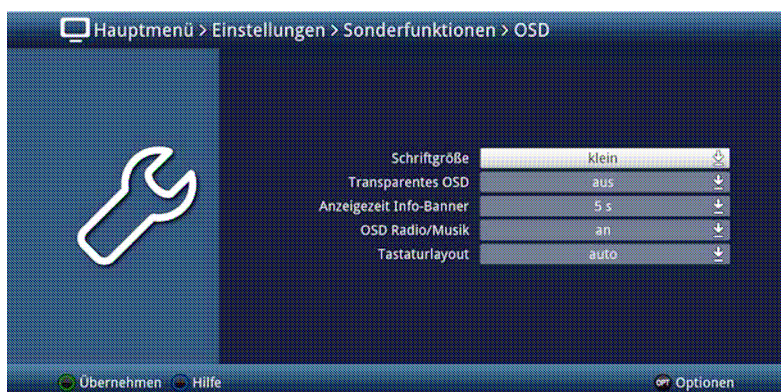 Hauptmenü > Einstellungen > Sonderfunktionen > OSD
Schriftgröße klein
Transparentes OSD aus
Anzeigezeit Info-Banner 5 s
OSD Radio/Musik an
Tastaturlayout auto
Übernehmen Hilfe OPT Optionen